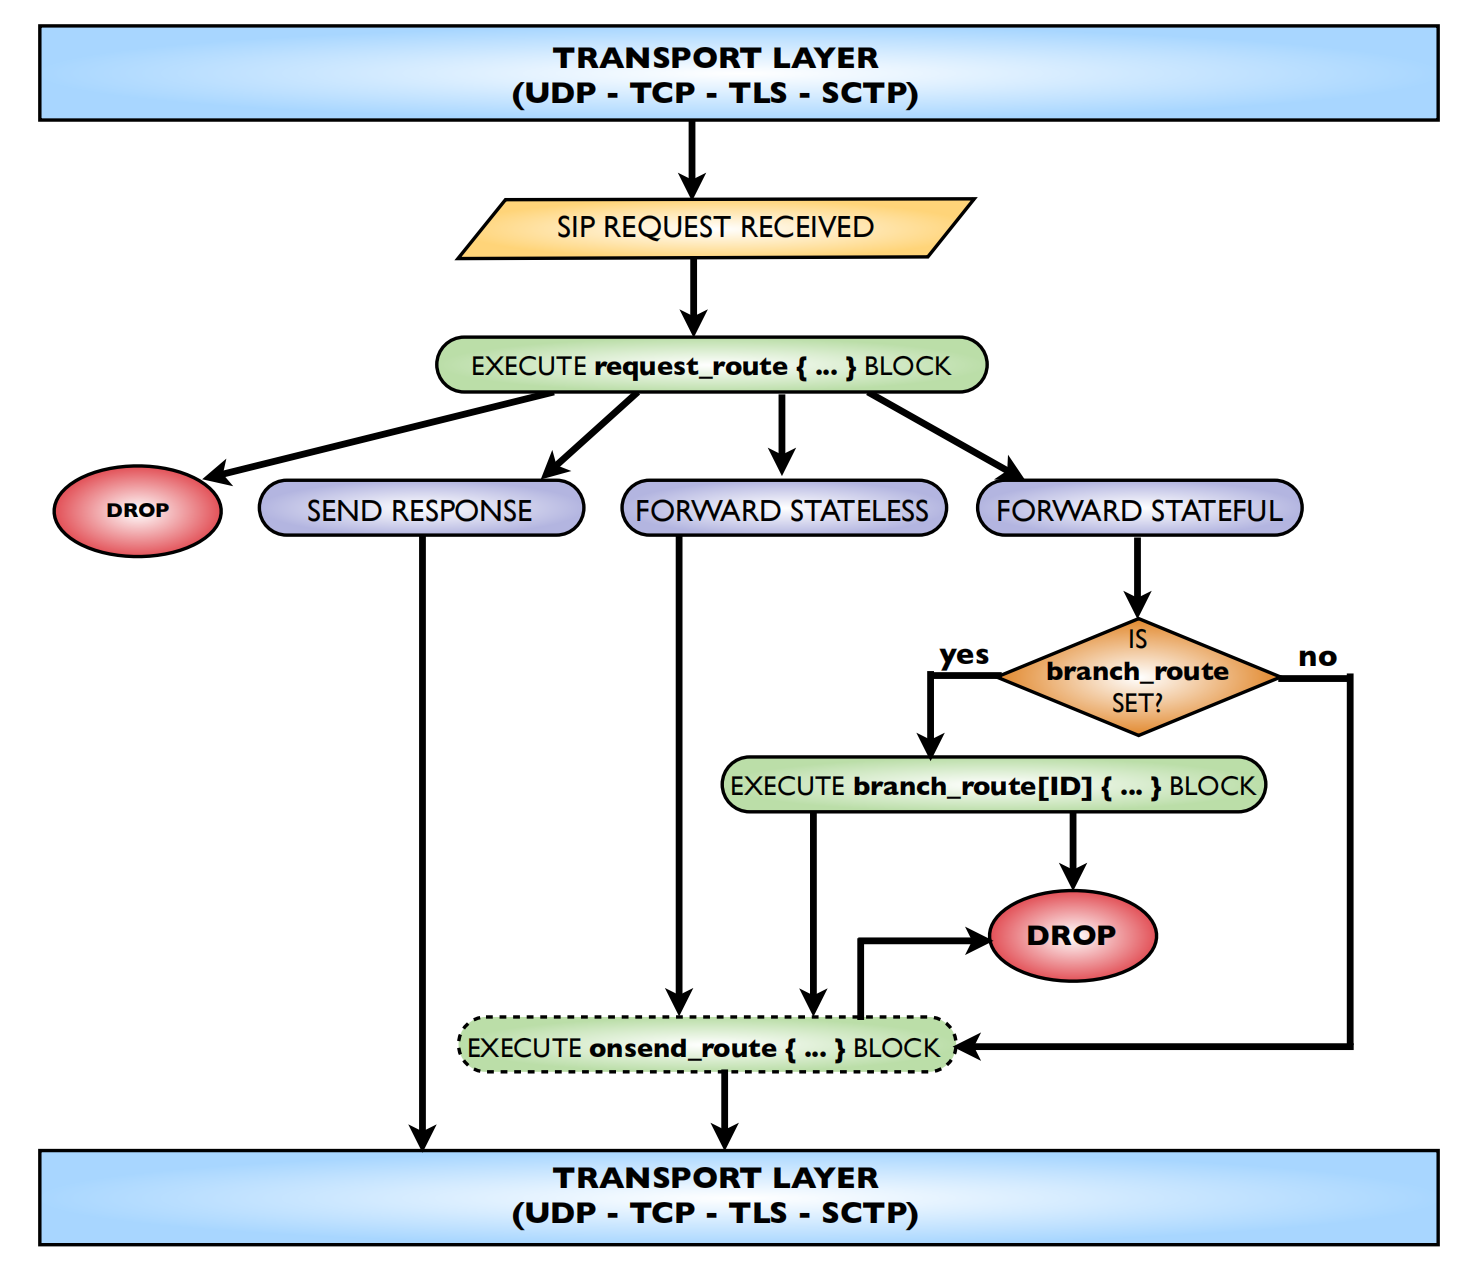 TRANSPORT LAYER
(UDP - TCP - TLS - SCTP)
SIP REQUEST RECEIVED
EXECUTE request_route { ... } BLOCK
DROP
SEND RESPONSE
FORWARD STATELESS
FORWARD STATEFUL
IS
branch_route
SET?
yes
no
EXECUTE branch_route[ID] { ... } BLOCK
DROP
EXECUTE onsend_route { ... } BLOCK
TRANSPORT LAYER
(UDP - TCP - TLS - SCTP)